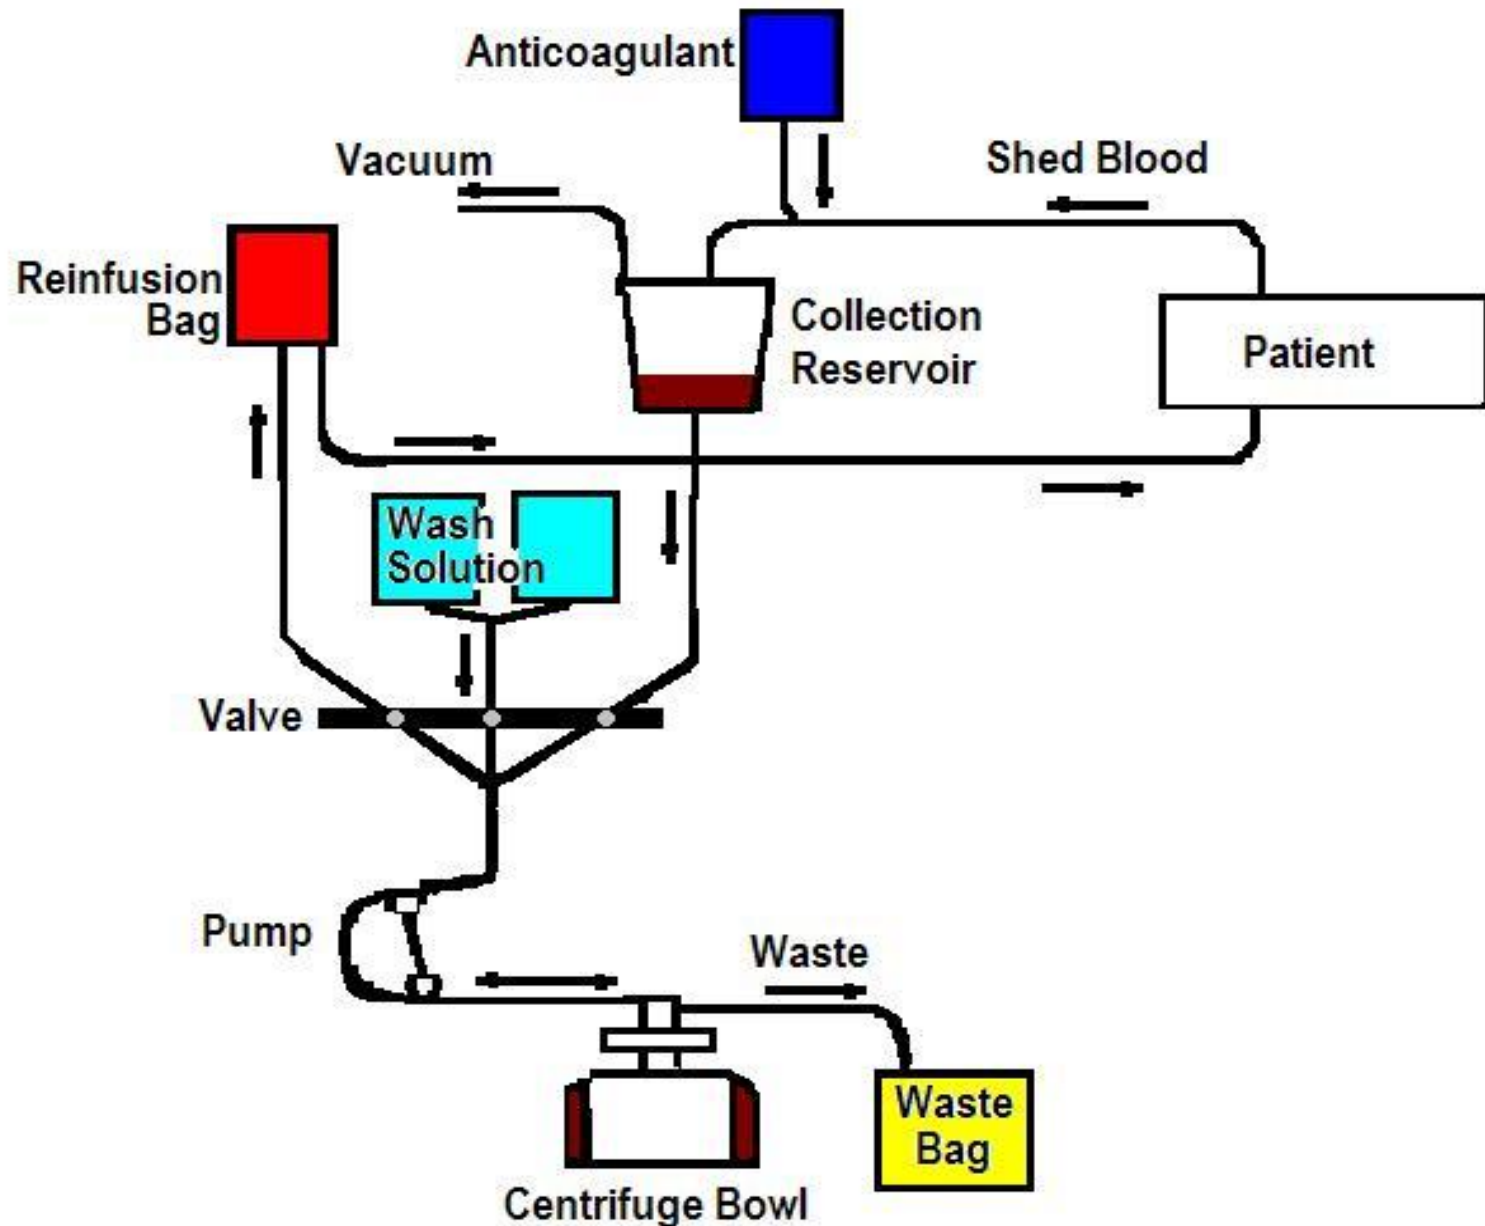 Anticoagulant
Vacuum
Shed Blood
Reinfusion
Bag
Collection
Reservoir
Patient
Wash
Solution
Valve
Pump
Waste
Waste
Bag
Centrifuge Bowl